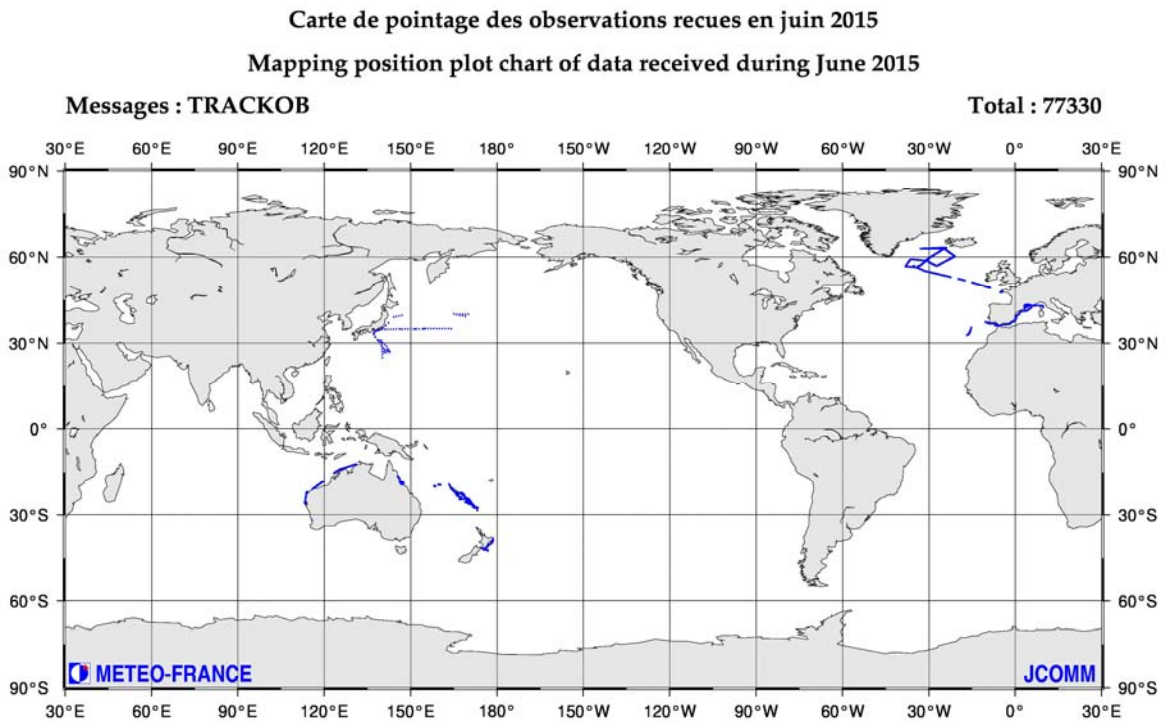 Carte de pointage des observations recues en juin 2015
Mapping position plot chart of data received during June 2015
Messages : TRACKOB Total : 77330
30°E 60°E 90°E 120°E 150°E 180° 150°W 120°W 90°W 60°W 30°W 0° 30°E
90°N 90°N
60°N 60°N
30°N 30°N
0° 0°
30°S 30°S
60°S 60°S
METEO-FRANCE JCOMM
90°S 90°S
30°E 60°E 90°E 120°E 150°E 180° 150°W 120°W 90°W 60°W 30°W 0° 30°E